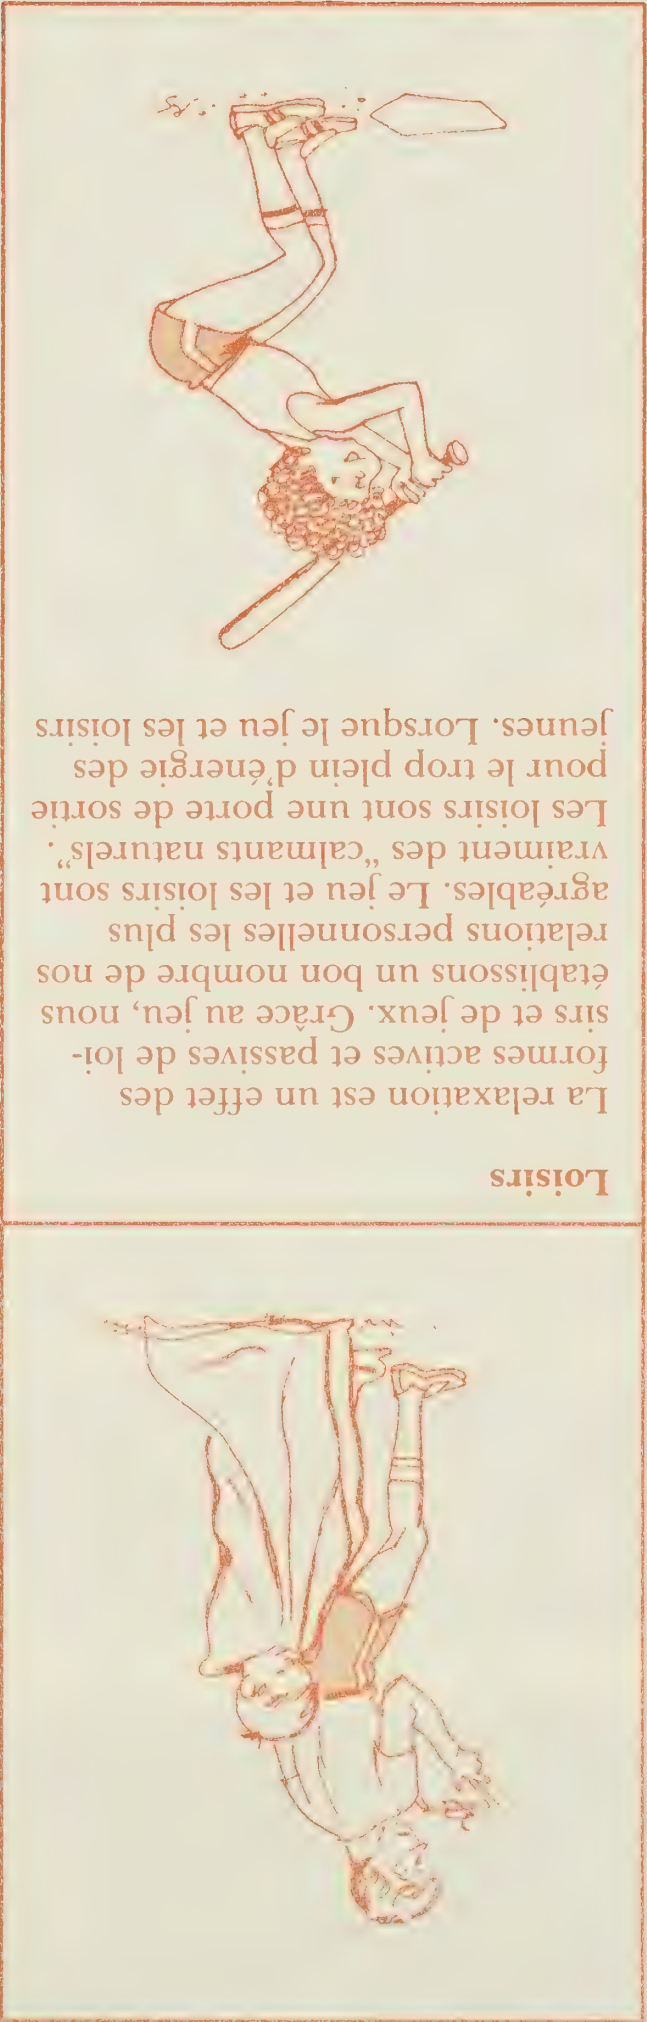 Loisirs
La relaxation est un effet des
formes actives et passives de loi-
sirs et de jeux. Grâce au jeu, nous
établissons un bon nombre de nos
relations personnelles les plus
agréables. Le jeu et les loisirs sont
vraiment des “calmants naturels”.
Les loisirs sont une porte de sortie
pour le trop plein d'énergie des
jeunes. Lorsque le jeu et les loisirs